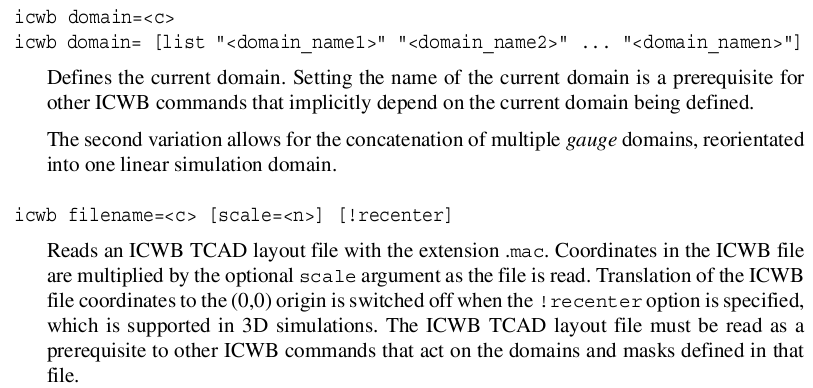 icwb domain=<c>
icwb domain= [list "<domain_name1>" "<domain_name2>" ... "<domain_namen>"]
Defines the current domain. Setting the name of the current domain is a prerequisite for
other ICWB commands that implicitly depend on the current domain being defined.
The second variation allows for the concatenation of multiple gauge domains, reorientated
into one linear simulation domain.
icwb filename=<c> [scale=<n>] [!recenter]
Reads an ICWB TCAD layout file with the extension .mac. Coordinates in the ICWB file
are multiplied by the optional scale argument as the file is read. Translation of the ICWB
file coordinates to the (0,0) origin is switched off when the !recenter option is specified,
which is supported in 3D simulations. The ICWB TCAD layout file must be read as a
prerequisite to other ICWB commands that act on the domains and masks defined in that
file.